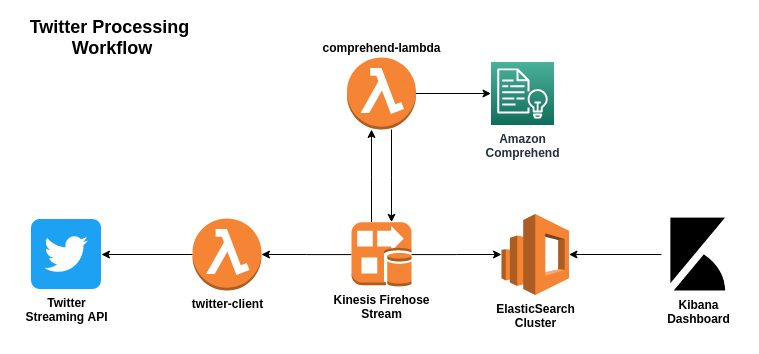 Twitter Processing
Workflow
comprehend-lambda
Amazon
Comprehend
Twitter
Streaming API
twitter-client
Kinesis Firehose
Stream
ElasticSearch
Cluster
Kibana
Dashboard